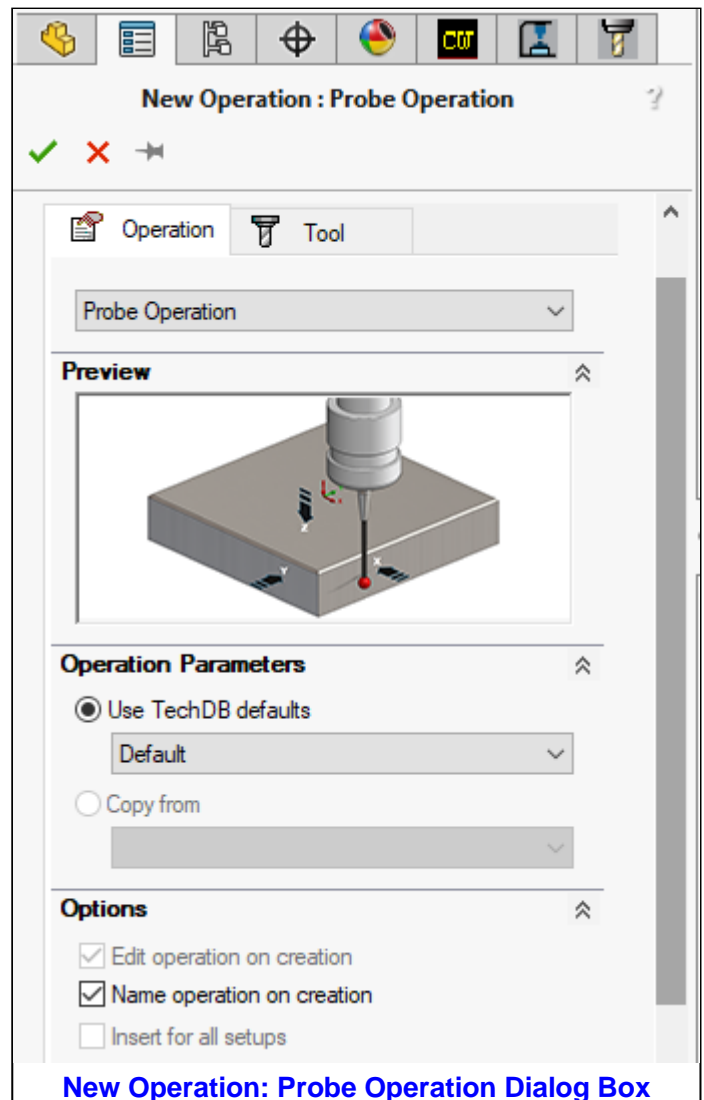 CW
New Operation : Probe Operation
?
Operation
Tool
Probe Operation
Preview
Z
Y
X
Operation Parameters
Use TechDB defaults
Default
Copy from
Options
Edit operation on creation
Name operation on creation
Insert for all setups
New Operation: Probe Operation Dialog Box